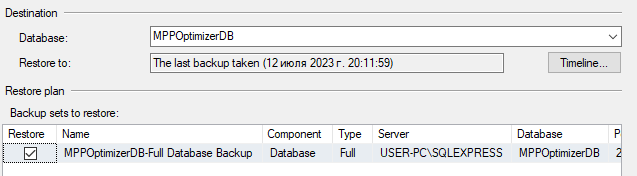 Destination
Database: MPPOptimizerDB
Restore to: The last backup taken (12 июля 2023 г. 20:11:59) Timeline...
Restore plan
Backup sets to restore:
Restore Name Component Type Server Database
MPPOptimizerDB-Full Database Backup Database Full USER-PC\SQLEXPRESS MPPOptimizerDB